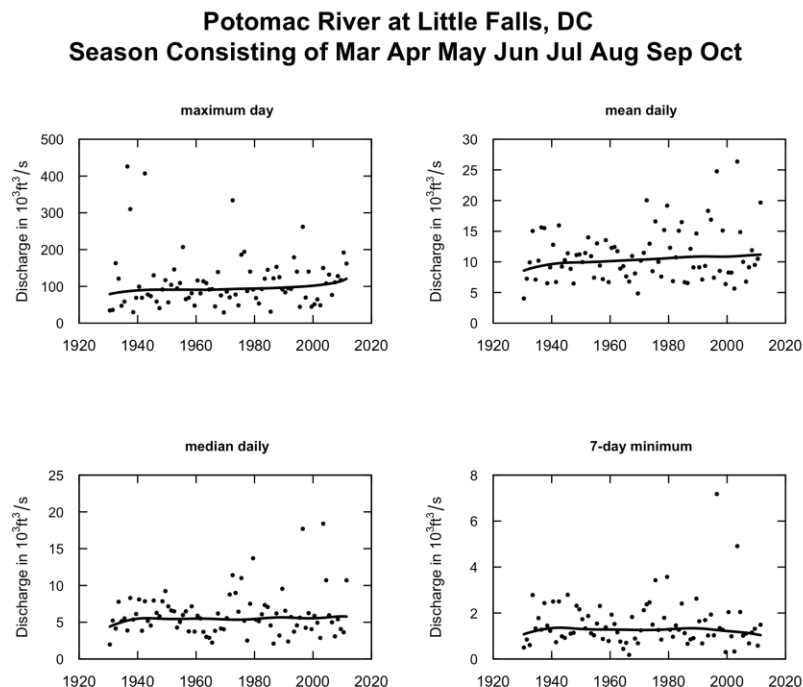 Potomac River at Little Falls, DC
Season Consisting of Mar Apr May Jun Jul Aug Sep Oct
maximum day
Discharge in 10³ft³/s
500
400
300
200
100
0
1920 1940 1960 1980 2000 2020
mean daily
Discharge in 10³ft³/s
30
25
20
15
10
5
0
1920 1940 1960 1980 2000 2020
median daily
Discharge in 10³ft³/s
25
20
15
10
5
0
1920 1940 1960 1980 2000 2020
7-day minimum
Discharge in 10³ft³/s
8
6
4
2
0
1920 1940 1960 1980 2000 2020